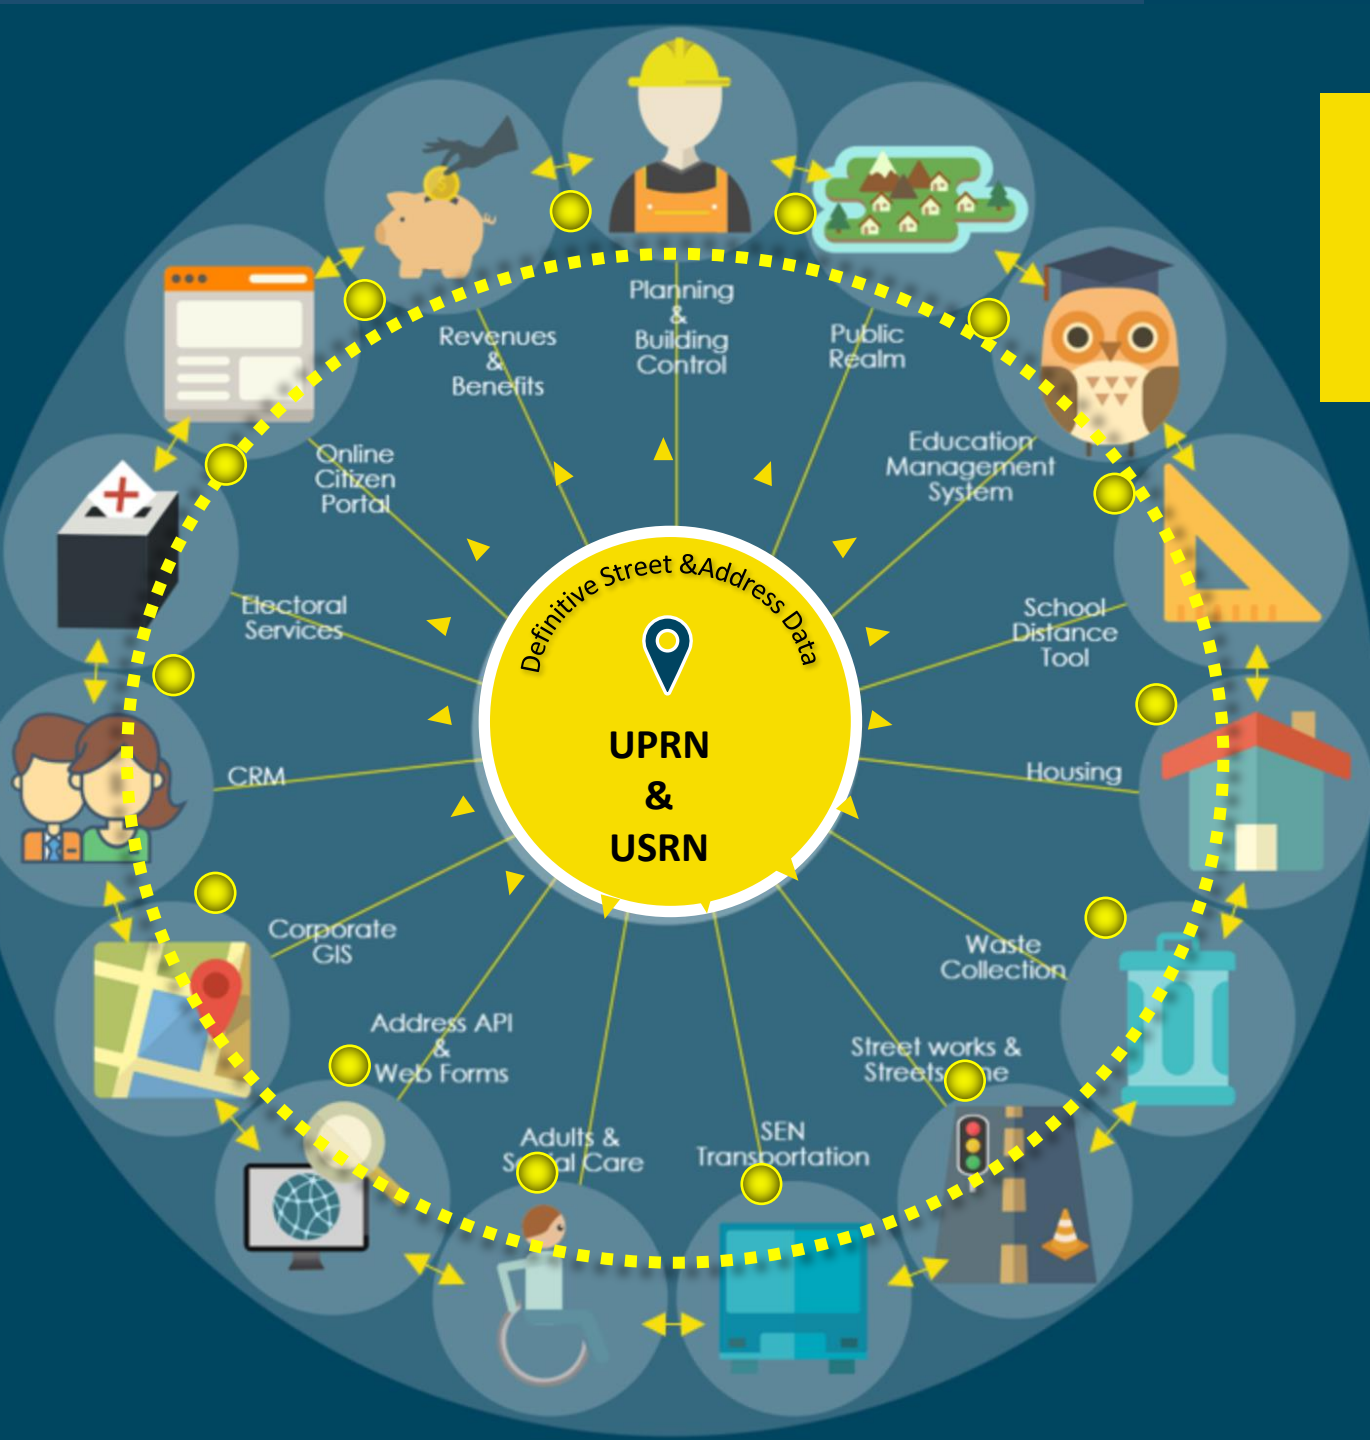 Planning
&
Building
Control
Public
Realm
Education
Management
System
School
Distance
Tool
Housing
Waste
Collection
Street works &
SEN
Transportation
Adults &
Care
Address API
&
Web Forms
Corporate
GIS
CRM
Electoral
Services
Online
Citizen
Portal
Revenues
&
Benefits
Definitive Street &Address Data
UPRN
&
USRN